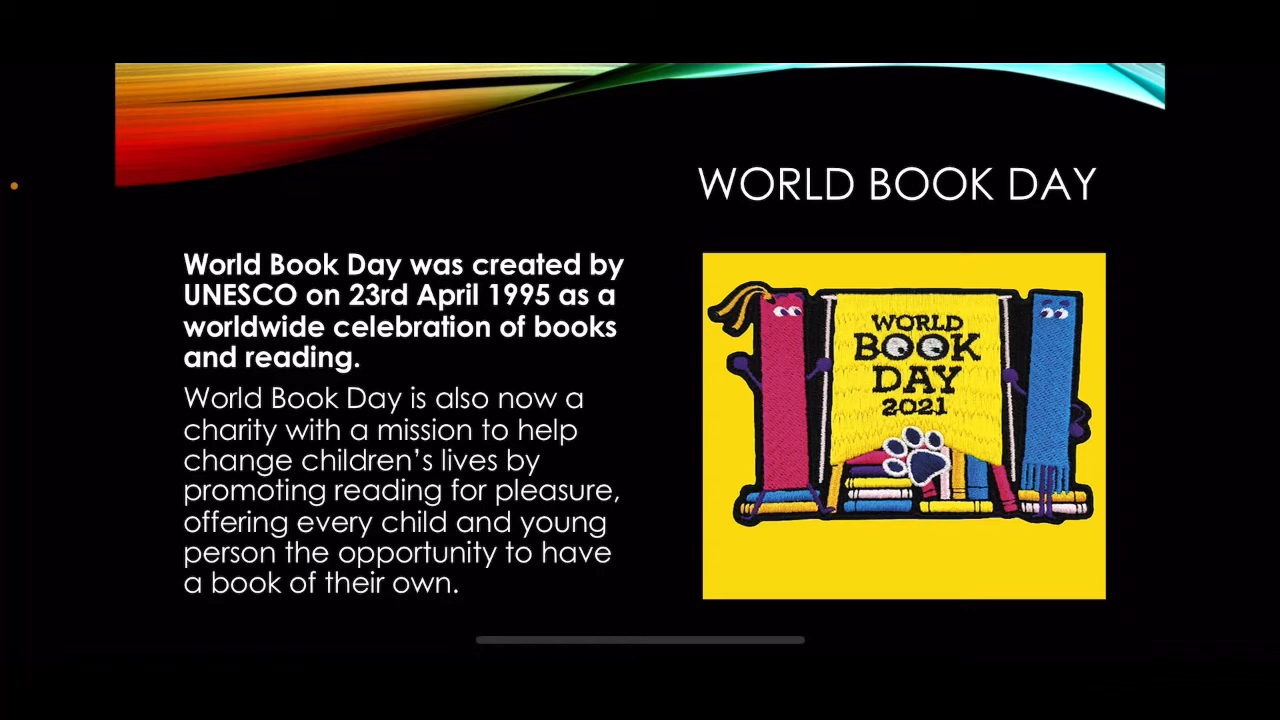 WORLD BOOK DAY
World Book Day was created by
UNESCO on 23rd April 1995 as a
worldwide celebration of books
and reading.
World Book Day is also now a
charity with a mission to help
change children’s lives by
promoting reading for pleasure,
offering every child and young
person the opportunity to have
a book of their own.
WORLD
BOOK
DAY
2021